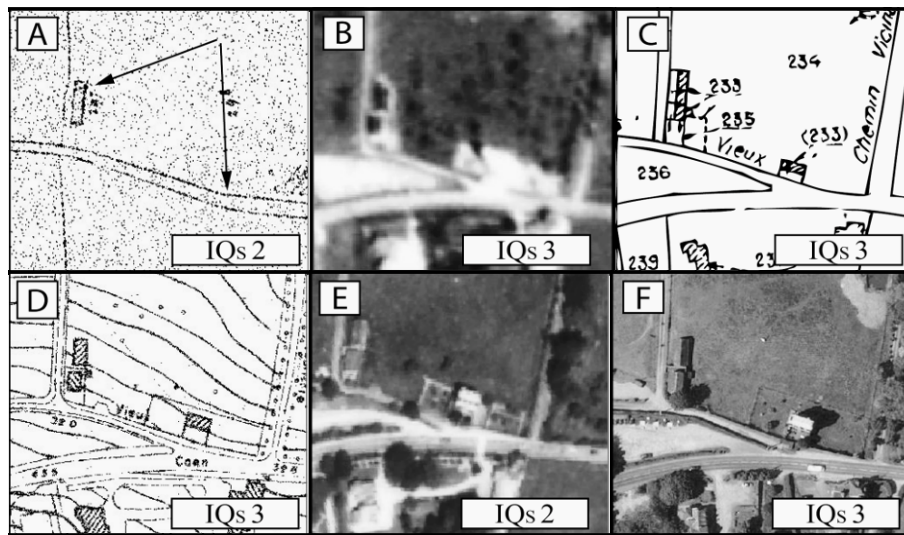 A
IQs 2
B
IQs 3
C
234
233
235
(233)
Vieux
Chemin
236
239
IQs 3
D
Vieux
320
Caen
IQs 3
E
IQs 2
F
IQs 3